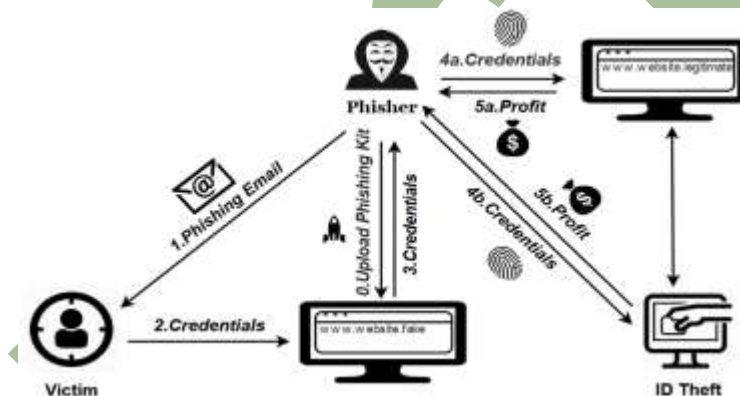 4a.Credentials
www.website.legitimate
Phisher
5a.Profit
$
@
1.Phishing Email
0.Upload Phishing Kit
3.Credentials
4b.Credentials
5b.Profit
$
2.Credentials
www.website.fake
Victim
ID Theft